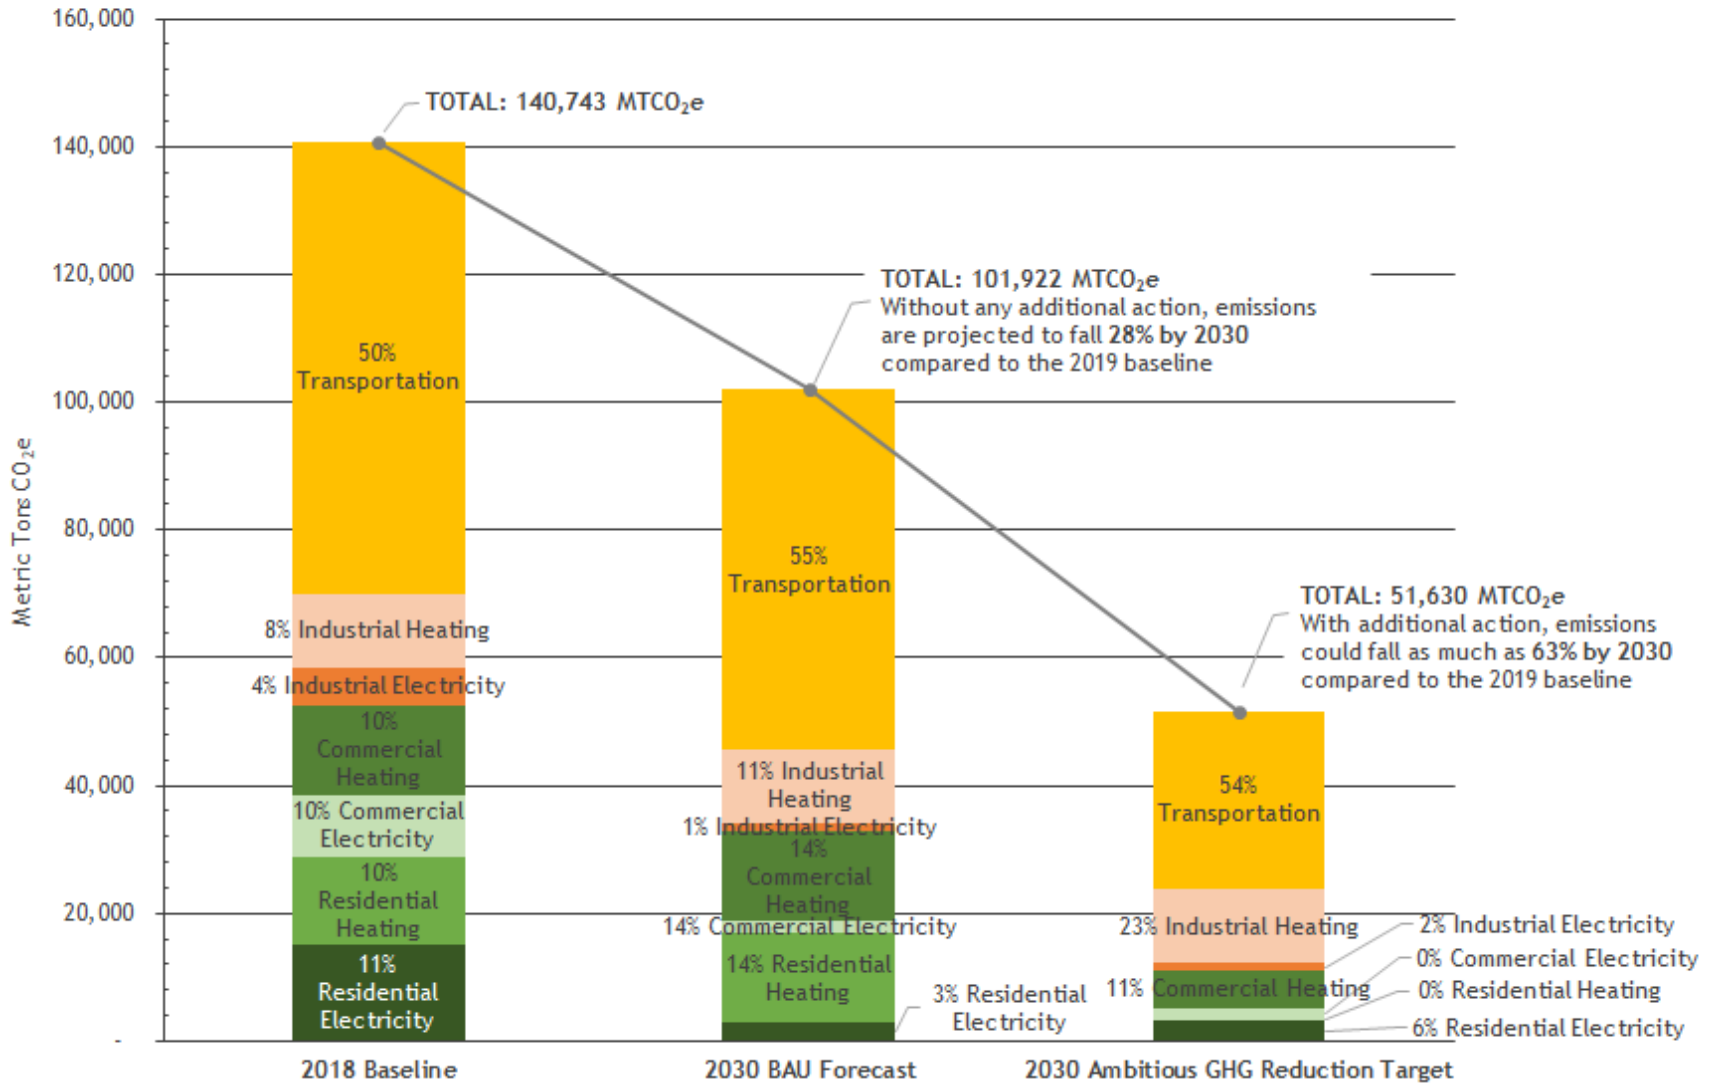 160,000
140,000
120,000
100,000
80,000
60,000
40,000
20,000
-
Metric Tons CO₂e
TOTAL: 140,743 MTCO₂e
50%
Transportation
8% Industrial Heating
4% Industrial Electricity
10%
Commercial
Heating
10% Commercial
Electricity
10%
Residential
Heating
11%
Residential
Electricity
2018 Baseline
TOTAL: 101,922 MTCO₂e
Without any additional action, emissions
are projected to fall 28% by 2030
compared to the 2019 baseline
55%
Transportation
11% Industrial
Heating
1% Industrial Electricity
14%
Commercial
Heating
14% Commercial Electricity
14% Residential
Heating
3% Residential
Electricity
2030 BAU Forecast
TOTAL: 51,630 MTCO₂e
With additional action, emissions
could fall as much as 63% by 2030
compared to the 2019 baseline
54%
Transportation
23% Industrial Heating
2% Industrial Electricity
11% Commercial Heating
0% Commercial Electricity
0% Residential Heating
6% Residential Electricity
2030 Ambitious GHG Reduction Target